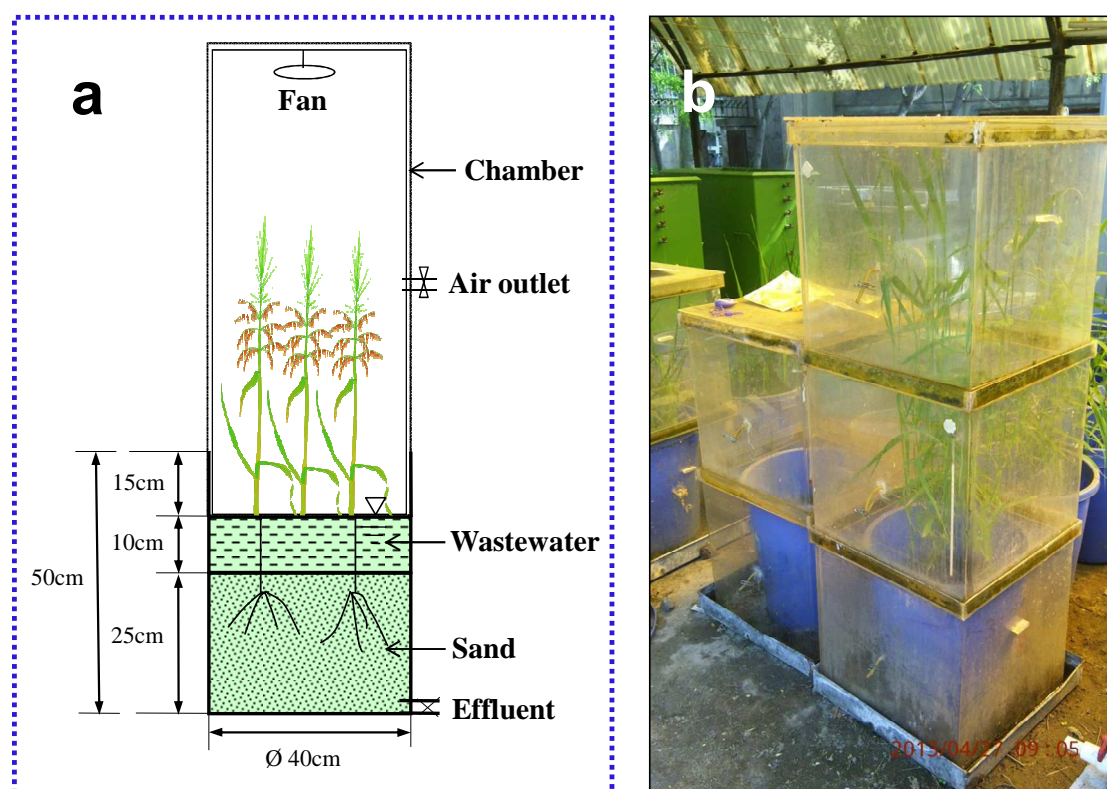 a
Fan
Chamber
Air outlet
15cm
10cm
Wastewater
50cm
25cm
Sand
Effluent
Ø 40cm
b
2015/04/27 09:05